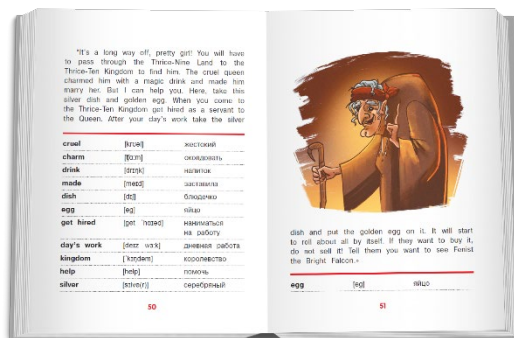 "It's a long way off, pretty girl! You will have
to pass through the Thrice-Nine Land to the
Thrice-Ten Kingdom to find him. The cruel queen
charmed him with a magic drink and made him
marry her. But I can help you. Here, take this
silver dish and golden egg. When you come to
the Thrice-Ten Kingdom get hired as a servant to
the Queen. After your day's work take the silver
cruel жестокий
charm околдовать
drink напиток
made заставила
dish блюдечко
egg [eg] яйцо
get hired наниматься
на работу
day's work дневная работа
kingdom королевство
help [help] помочь
silver серебряный
50
dish and put the golden egg on it. It will start
to roll about all by itself. If they want to buy it,
do not sell it! Tell them you want to see Fenist
the Bright Falcon.»
egg [eg] яйцо
51